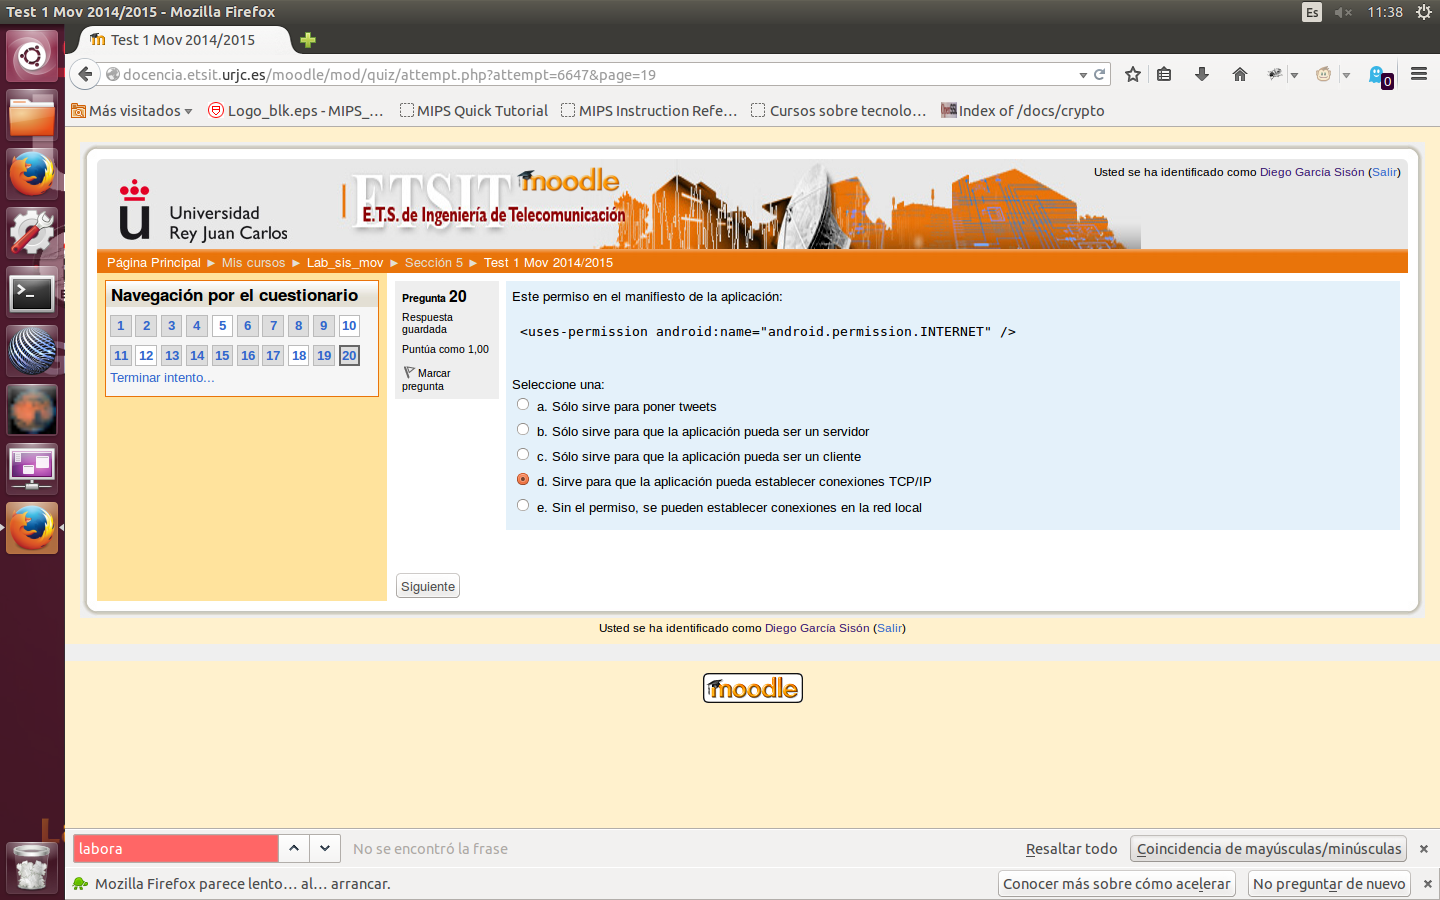 Test 1 Mov 2014/2015 - Mozilla Firefox
Es
11:38
Test 1 Mov 2014/2015
docencia.etsit.urjc.es/moodle/mod/quiz/attempt.php?attempt=6647&page=19
0
Más visitados
Logo_blk.eps - MIPS_...
MIPS Quick Tutorial
MIPS Instruction Refe...
Cursos sobre tecnolo...
Index of /docs/crypto
Universidad
Rey Juan Carlos
ETSIT moodle
E.T.S. de Ingeniería de Telecomunicación
Usted se ha identificado como Diego García Sisón (Salir)
Página Principal ► Mis cursos ► Lab_sis_mov ► Sección 5 ► Test 1 Mov 2014/2015
Navegación por el cuestionario
1 2 3 4 5 6 7 8 9 10
11 12 13 14 15 16 17 18 19 20
Terminar intento...
Pregunta 20
Respuesta
guardada
Puntúa como 1,00
Marcar
pregunta
Este permiso en el manifiesto de la aplicación:
<uses-permission android:name="android.permission.INTERNET" />
Seleccione una:
a. Sólo sirve para poner tweets
b. Sólo sirve para que la aplicación pueda ser un servidor
c. Sólo sirve para que la aplicación pueda ser un cliente
d. Sirve para que la aplicación pueda establecer conexiones TCP/IP
e. Sin el permiso, se pueden establecer conexiones en la red local
Siguiente
Usted se ha identificado como Diego García Sisón (Salir)
moodle
labora
No se encontró la frase
Resaltar todo
Coincidencia de mayúsculas/minúsculas
Mozilla Firefox parece lento... al... arrancar.
Conocer más sobre cómo acelerar
No preguntar de nuevo